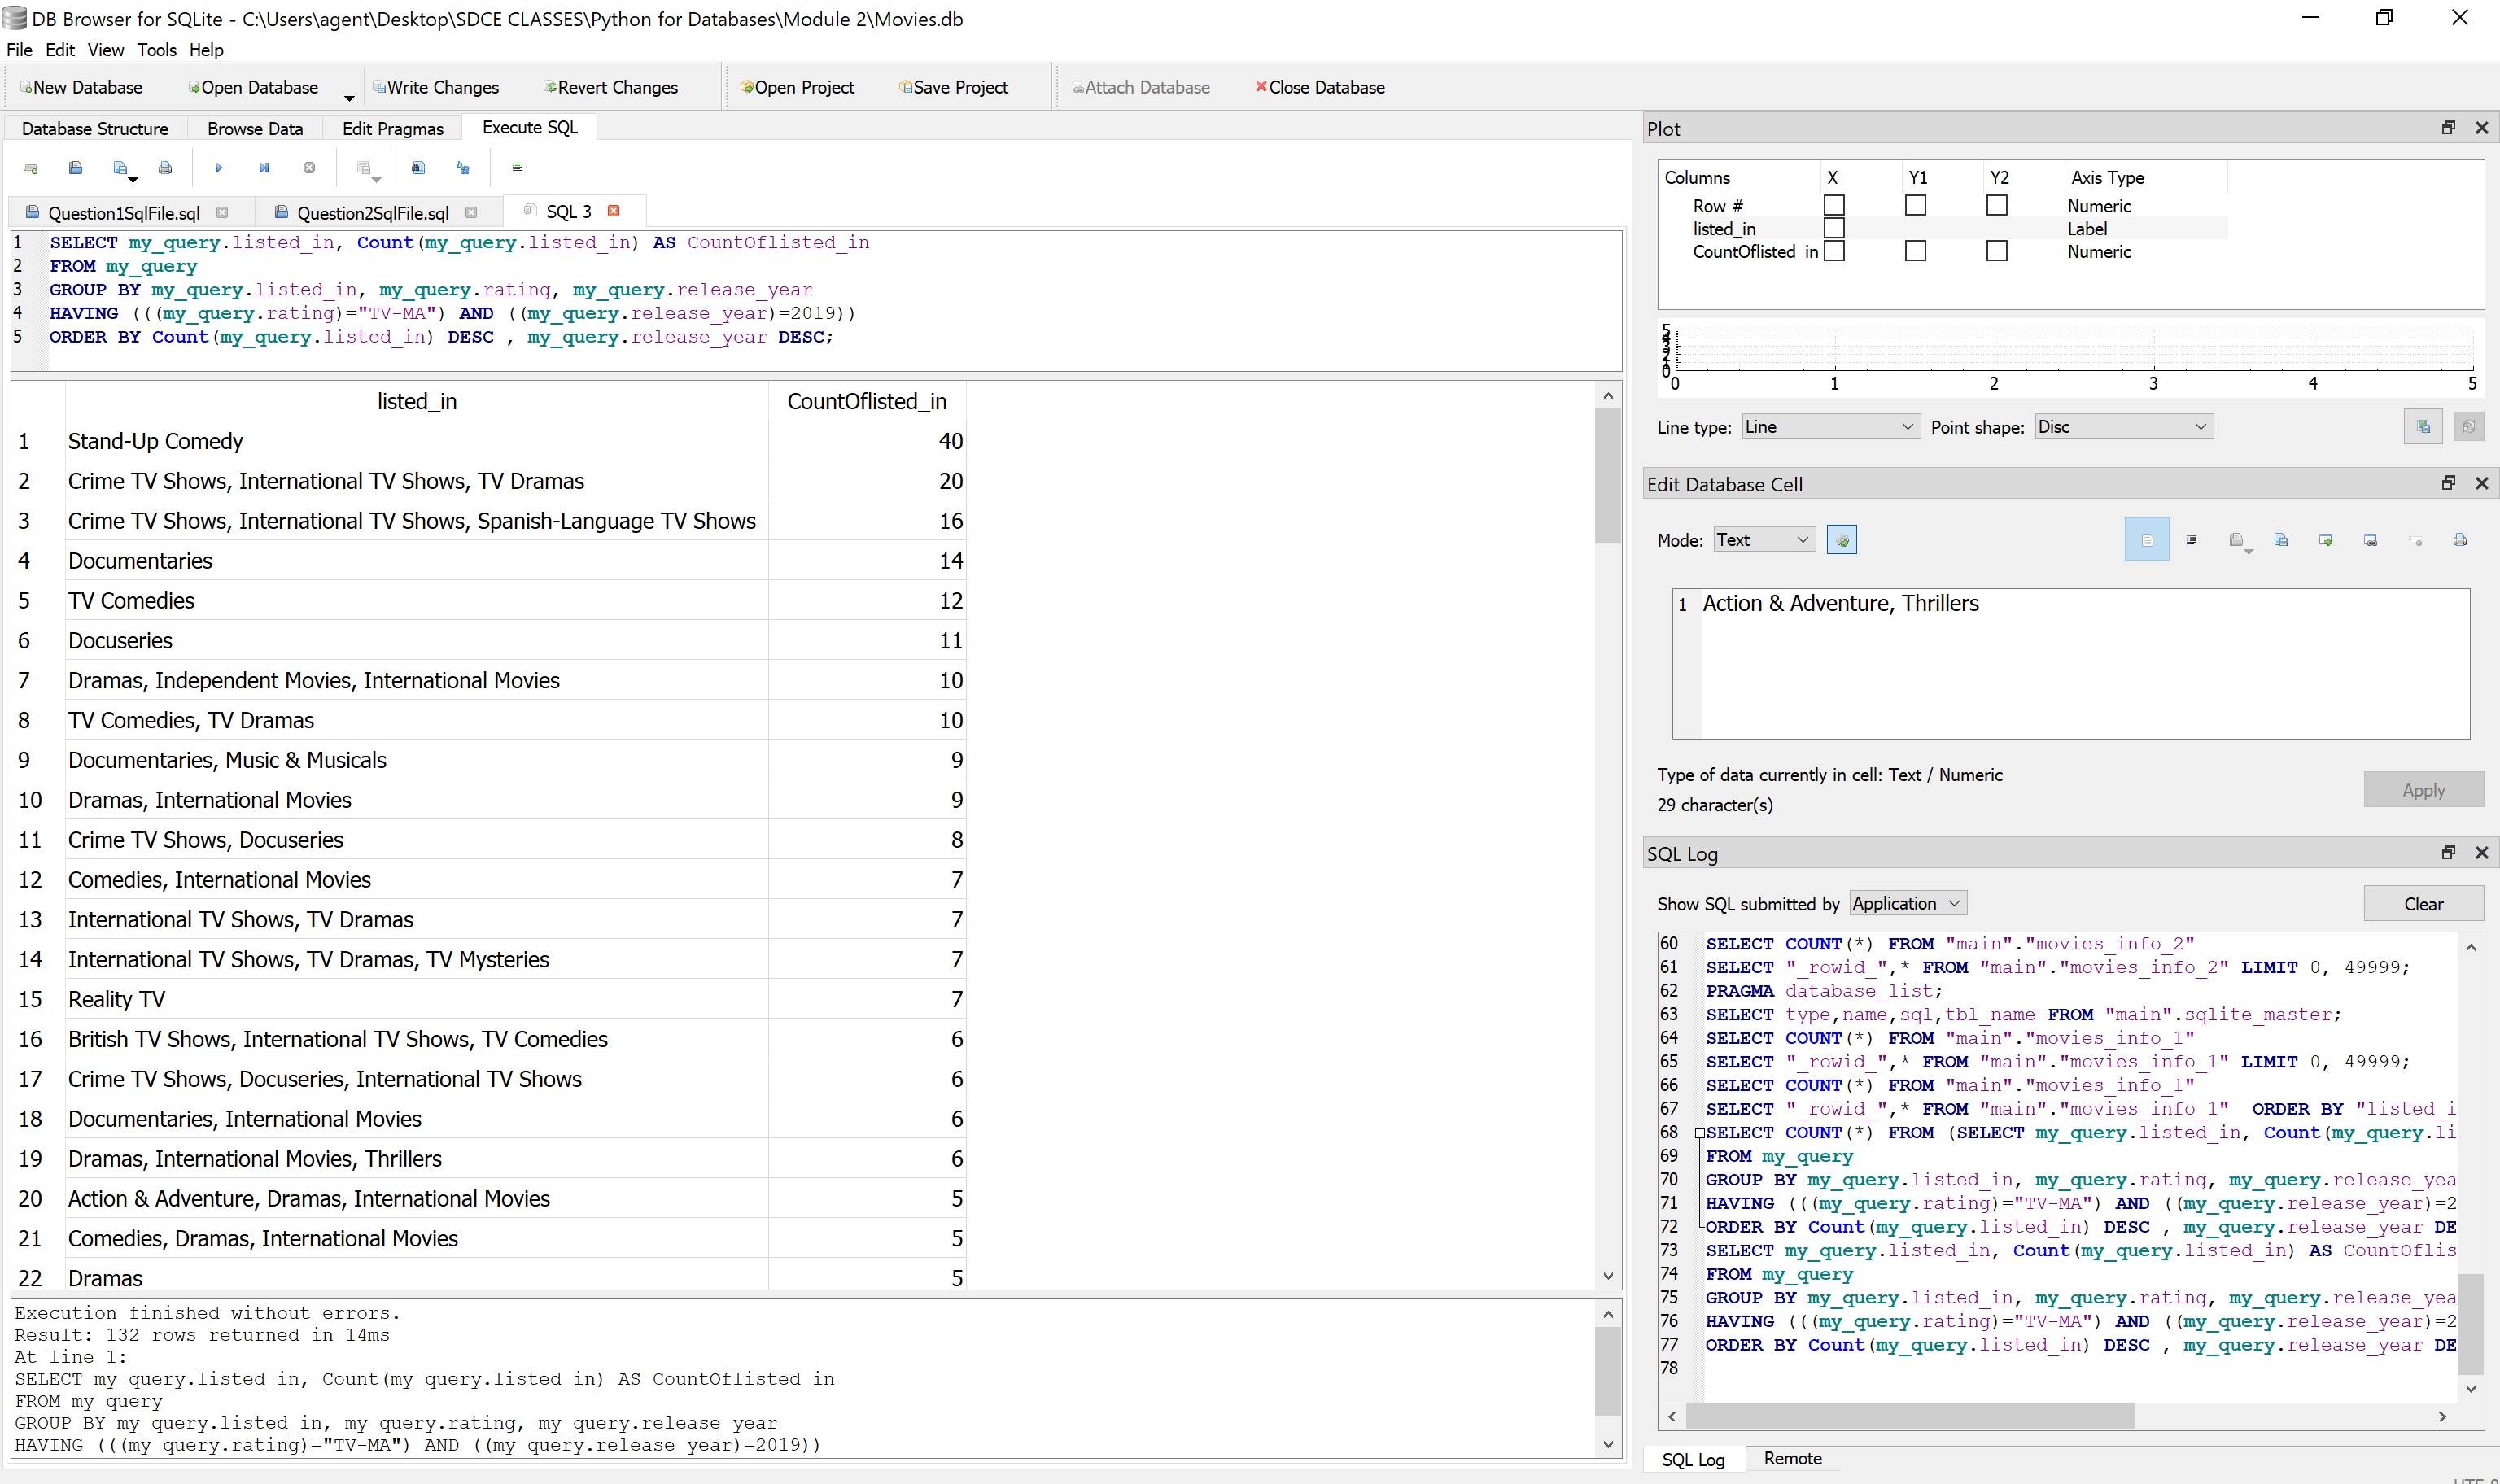 DB Browser for SQLite - C:\Users\agent\Desktop\SDCE CLASSES\Python for Databases\Module 2\Movies.db
File Edit View Tools Help
New Database Open Database Write Changes Revert Changes Open Project Save Project Attach Database Close Database
Database Structure Browse Data Edit Pragmas Execute SQL
Question1SqlFile.sql Question2SqlFile.sql SQL 3
1 SELECT my_query.listed_in, Count(my_query.listed_in) AS CountOflisted_in
2 FROM my_query
3 GROUP BY my_query.listed_in, my_query.rating, my_query.release_year
4 HAVING (((my_query.rating)="TV-MA") AND ((my_query.release_year)=2019))
5 ORDER BY Count(my_query.listed_in) DESC , my_query.release_year DESC;
listed_in CountOflisted_in
1 Stand-Up Comedy 40
2 Crime TV Shows, International TV Shows, TV Dramas 20
3 Crime TV Shows, International TV Shows, Spanish-Language TV Shows 16
4 Documentaries 14
5 TV Comedies 12
6 Docuseries 11
7 Dramas, Independent Movies, International Movies 10
8 TV Comedies, TV Dramas 10
9 Documentaries, Music & Musicals 9
10 Dramas, International Movies 9
11 Crime TV Shows, Docuseries 8
12 Comedies, International Movies 7
13 International TV Shows, TV Dramas 7
14 International TV Shows, TV Dramas, TV Mysteries 7
15 Reality TV 7
16 British TV Shows, International TV Shows, TV Comedies 6
17 Crime TV Shows, Docuseries, International TV Shows 6
18 Documentaries, International Movies 6
19 Dramas, International Movies, Thrillers 6
20 Action & Adventure, Dramas, International Movies 5
21 Comedies, Dramas, International Movies 5
22 Dramas 5
Execution finished without errors.
Result: 132 rows returned in 14ms
At line 1:
SELECT my_query.listed_in, Count(my_query.listed_in) AS CountOflisted_in
FROM my_query
GROUP BY my_query.listed_in, my_query.rating, my_query.release_year
HAVING (((my_query.rating)="TV-MA") AND ((my_query.release_year)=2019))
Plot
Columns X Y1 Y2 Axis Type
Row # Numeric
listed_in Label
CountOflisted_in Numeric
5
4
3
2
1
0
0 1 2 3 4 5
Line type: Line Point shape: Disc
Edit Database Cell
Mode: Text
1 Action & Adventure, Thrillers
Type of data currently in cell: Text / Numeric
29 character(s)
Apply
SQL Log
Show SQL submitted by Application Clear
60 SELECT COUNT(*) FROM "main"."movies_info_2"
61 SELECT "_rowid_",* FROM "main"."movies_info_2" LIMIT 0, 49999;
62 PRAGMA database_list;
63 SELECT type,name,sql,tbl_name FROM "main".sqlite_master;
64 SELECT COUNT(*) FROM "main"."movies_info_1"
65 SELECT "_rowid_",* FROM "main"."movies_info_1" LIMIT 0, 49999;
66 SELECT COUNT(*) FROM "main"."movies_info_1"
67 SELECT "_rowid_",* FROM "main"."movies_info_1" ORDER BY "listed_i
68 SELECT COUNT(*) FROM (SELECT my_query.listed_in, Count(my_query.li
69 FROM my_query
70 GROUP BY my_query.listed_in, my_query.rating, my_query.release_yea
71 HAVING (((my_query.rating)="TV-MA") AND ((my_query.release_year)=2
72 ORDER BY Count(my_query.listed_in) DESC , my_query.release_year DE
73 SELECT my_query.listed_in, Count(my_query.listed_in) AS CountOflis
74 FROM my_query
75 GROUP BY my_query.listed_in, my_query.rating, my_query.release_yea
76 HAVING (((my_query.rating)="TV-MA") AND ((my_query.release_year)=2
77 ORDER BY Count(my_query.listed_in) DESC , my_query.release_year DE
78
SQL Log Remote